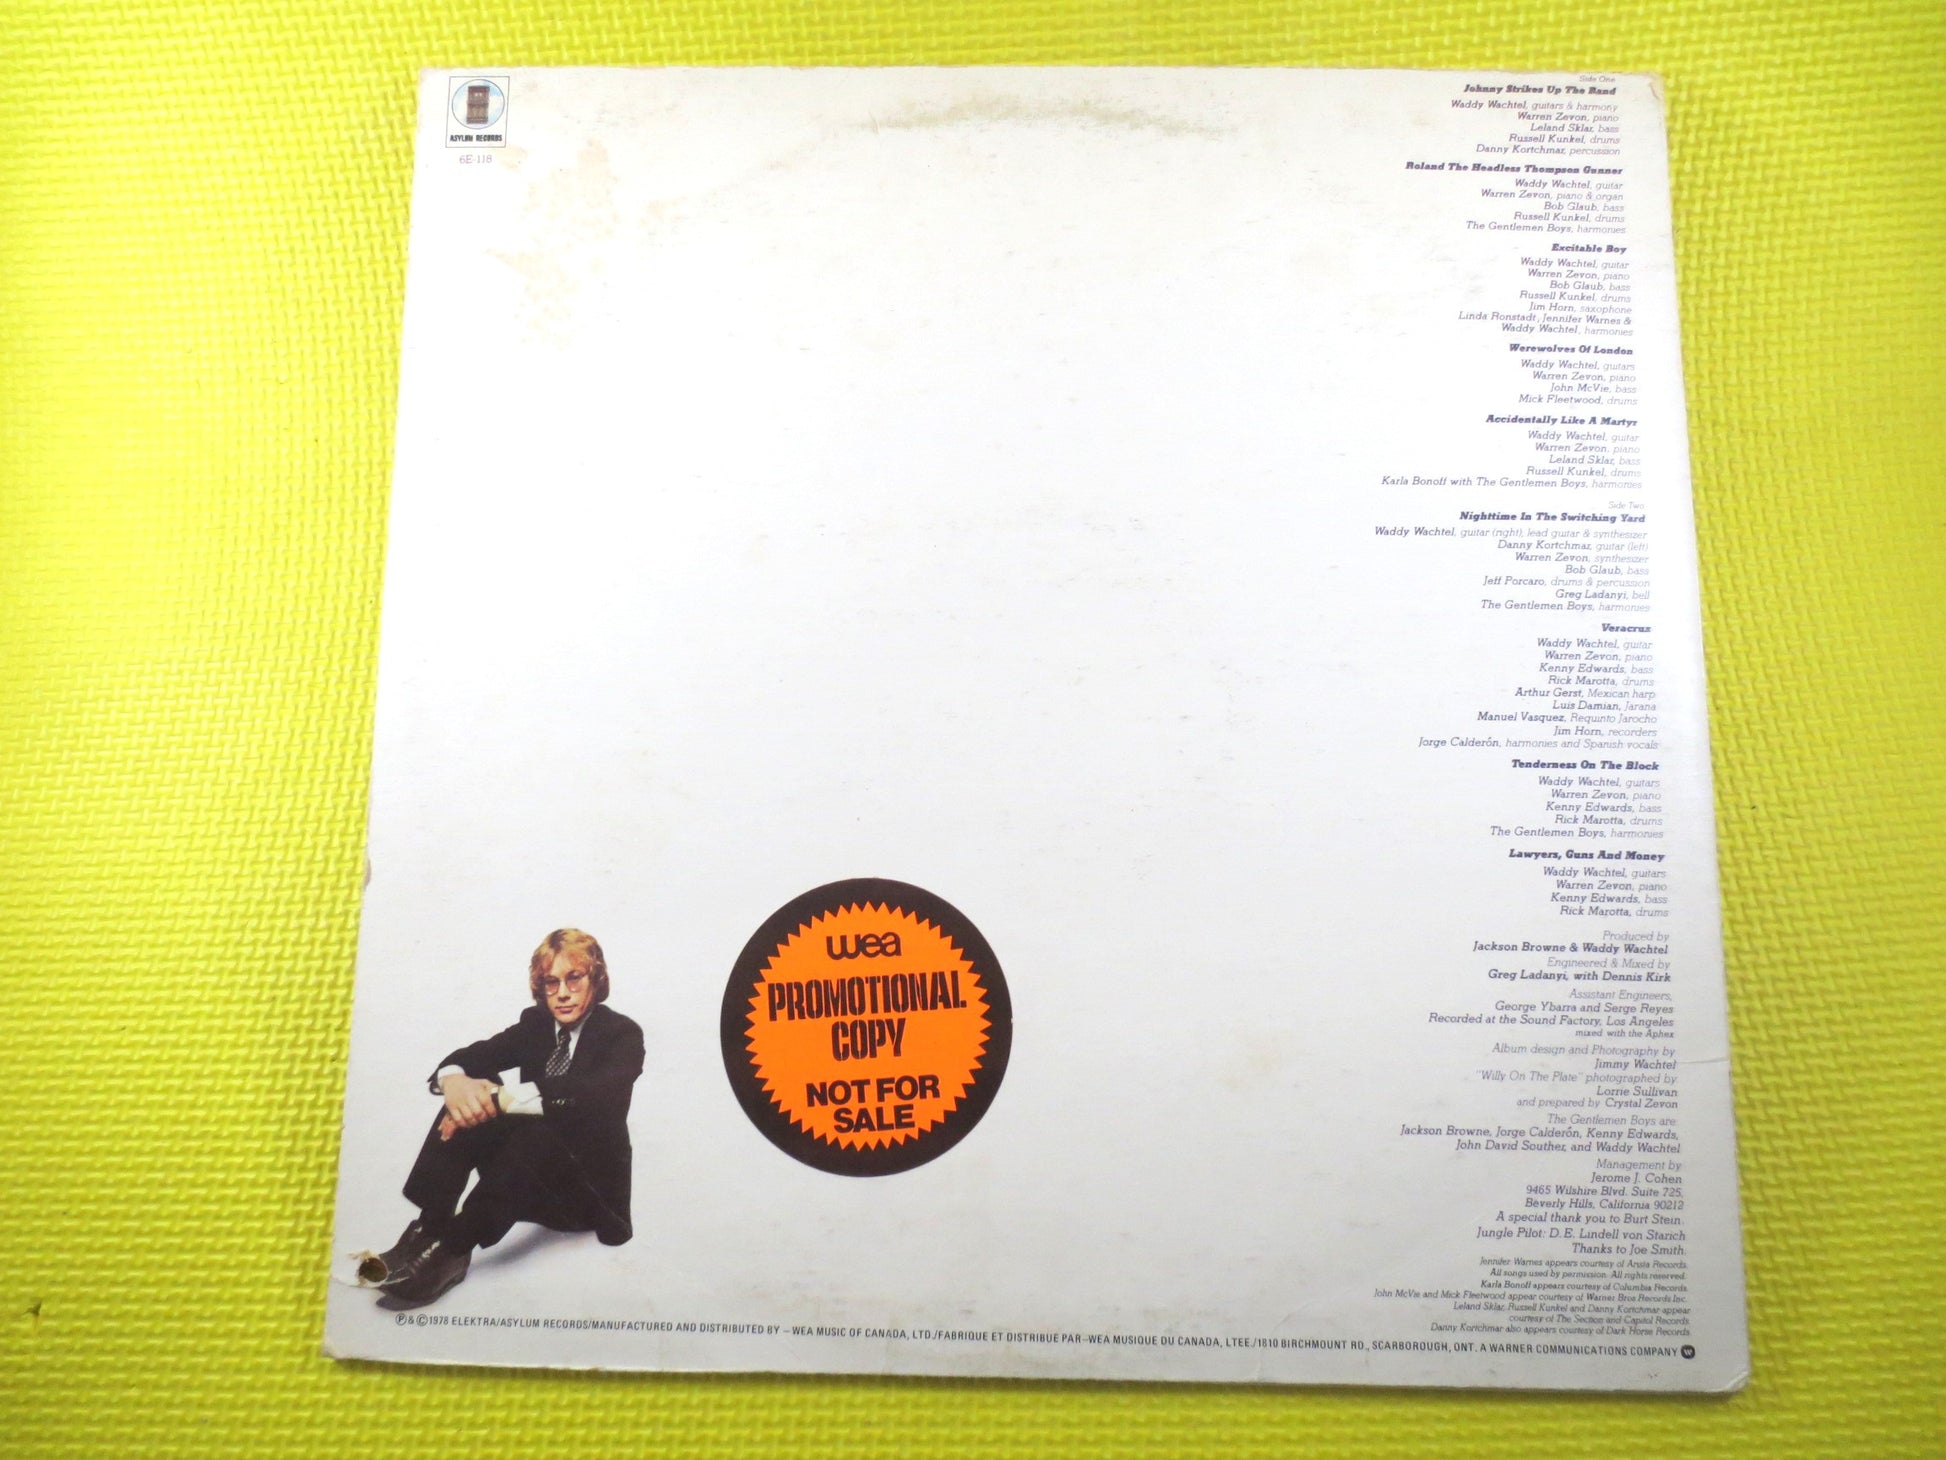 ASYLUM RECORDS
6E-118
Side One
Johnny Strikes Up The Band
Waddy Wachtel, guitars & harmony
Warren Zevon, piano
Leland Sklar, bass
Russell Kunkel, drums
Danny Kortchmar, percussion
Roland The Headless Thompson Gunner
Waddy Wachtel, guitar
Warren Zevon, piano & organ
Bob Glaub, bass
Russell Kunkel, drums
The Gentlemen Boys, harmonies
Excitable Boy
Waddy Wachtel, guitar
Warren Zevon, piano
Bob Glaub, bass
Russell Kunkel, drums
Jim Horn, saxophone
Linda Ronstadt, Jennifer Warnes &
Waddy Wachtel, harmonies
Werewolves Of London
Waddy Wachtel, guitars
Warren Zevon, piano
John McVie, bass
Mick Fleetwood, drums
Accidentally Like A Martyr
Waddy Wachtel, guitar
Warren Zevon, piano
Leland Sklar, bass
Russell Kunkel, drums
Karla Bonoff with The Gentlemen Boys, harmonies
Side Two
Nighttime In The Switching Yard
Waddy Wachtel, guitar (right), lead guitar & synthesizer
Danny Kortchmar, guitar (left)
Warren Zevon, synthesizer
Bob Glaub, bass
Jeff Porcaro, drums & percussion
Greg Ladanyi, bell
The Gentlemen Boys, harmonies
Veracruz
Waddy Wachtel, guitar
Warren Zevon, piano
Kenny Edwards, bass
Rick Marotta, drums
Arthur Gerst, Mexican harp
Luis Damian, Jarana
Manuel Vasquez, Requinto Jarocho
Jim Horn, recorders
Jorge Calderón, harmonies and Spanish vocals
Tenderness On The Block
Waddy Wachtel, guitars
Warren Zevon, piano
Kenny Edwards, bass
Rick Marotta, drums
The Gentlemen Boys, harmonies
Lawyers, Guns And Money
Waddy Wachtel, guitars
Warren Zevon, piano
Kenny Edwards, bass
Rick Marotta, drums
Produced by
Jackson Browne & Waddy Wachtel
Engineered & Mixed by
Greg Ladanyi, with Dennis Kirk
Assistant Engineers,
George Ybarra and Serge Reyes
Recorded at the Sound Factory, Los Angeles
mixed with the Aphex
Album design and Photography by
Jimmy Wachtel
"Willy On The Plate" photographed by
Lorrie Sullivan
and prepared by Crystal Zevon
The Gentlemen Boys are
Jackson Browne, Jorge Calderón, Kenny Edwards,
John David Souther, and Waddy Wachtel
Management by
Jerome J. Cohen
9465 Wilshire Blvd. Suite 725,
Beverly Hills, California 90212
A special thank you to Burt Stein.
Jungle Pilot: D.E. Lindell von Starich
Thanks to Joe Smith.
Jennifer Warnes appears courtesy of Arista Records.
All songs used by permission. All rights reserved.
Karla Bonoff appears courtesy of Columbia Records.
John McVie and Mick Fleetwood appear courtesy of Warner Bros Records Inc.
Leland Sklar, Russell Kunkel and Danny Kortchmar appear
courtesy of The Section and Capitol Records.
Danny Kortchmar also appears courtesy of Dark Horse Records.
wea
PROMOTIONAL
COPY
NOT FOR
SALE
℗ & © 1978 ELEKTRA/ASYLUM RECORDS/MANUFACTURED AND DISTRIBUTED BY – WEA MUSIC OF CANADA, LTD./FABRIQUE ET DISTRIBUE PAR–WEA MUSIQUE DU CANADA, LTEE./1810 BIRCHMOUNT RD., SCARBOROUGH, ONT. A WARNER COMMUNICATIONS COMPANY